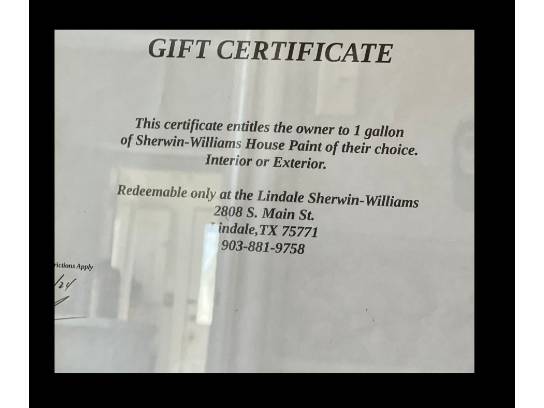 GIFT CERTIFICATE
This certificate entitles the owner to 1 gallon
of Sherwin-Williams House Paint of their choice.
Interior or Exterior.
Redeemable only at the Lindale Sherwin-Williams
2808 S. Main St.
Lindale,TX 75771
903-881-9758
rictions Apply
/24